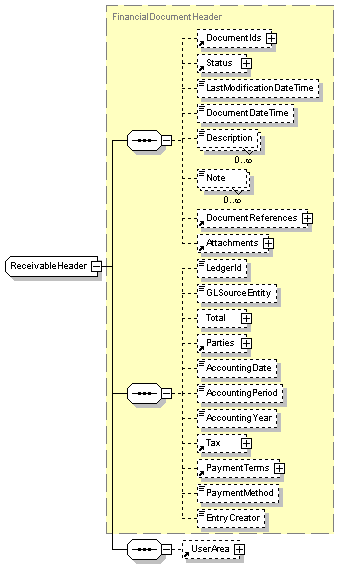 FinancialDocumentHeader
DocumentIds
Status
LastModificationDateTime
DocumentDateTime
Description
0..∞
Note
0..∞
DocumentReferences
Attachments
ReceivableHeader
LedgerId
GLSourceEntity
Total
Parties
AccountingDate
AccountingPeriod
AccountingYear
Tax
PaymentTerms
PaymentMethod
EntryCreator
UserArea